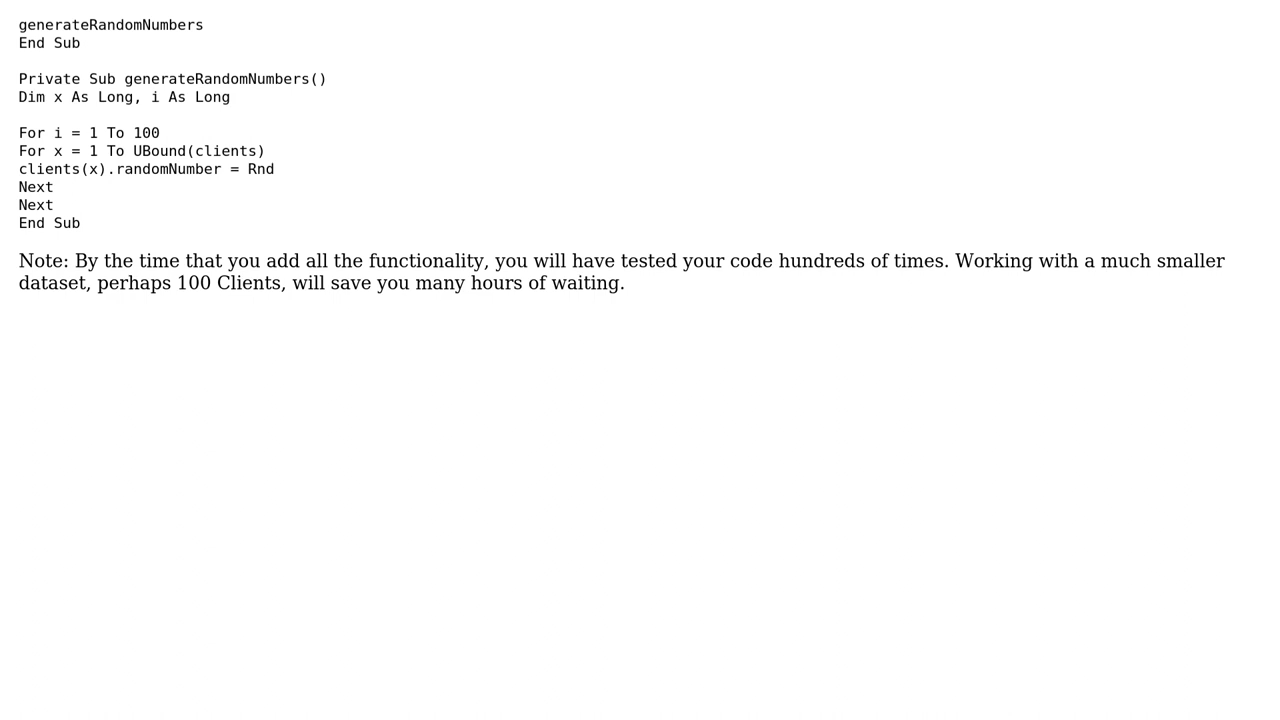 generateRandomNumbers
End Sub

Private Sub generateRandomNumbers()
Dim x As Long, i As Long

For i = 1 To 100
For x = 1 To UBound(clients)
clients(x).randomNumber = Rnd
Next
Next
End Sub

Note: By the time that you add all the functionality, you will have tested your code hundreds of times. Working with a much smaller
dataset, perhaps 100 Clients, will save you many hours of waiting.